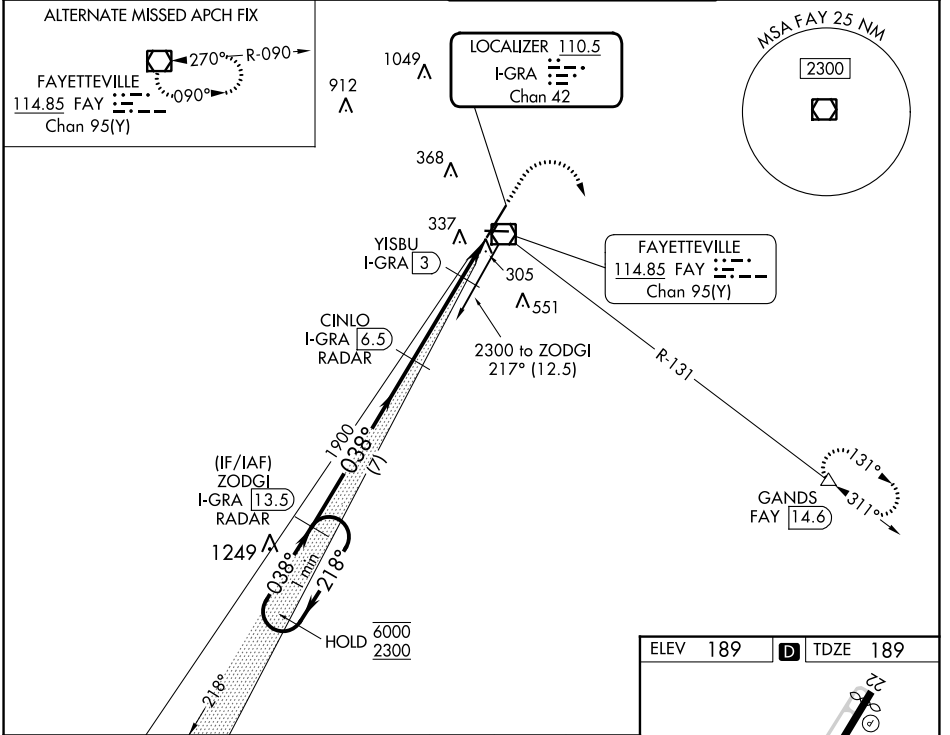 ALTERNATE MISSED APCH FIX
270°
R-090
090°
FAYETTEVILLE
114.85 FAY
Chan 95(Y)
912
1049
LOCALIZER 110.5
I-GRA
Chan 42
MSA FAY 25 NM
2300
368
337
YISBU
I-GRA 3
305
551
FAYETTEVILLE
114.85 FAY
Chan 95(Y)
CINLO
I-GRA 6.5
RADAR
2300 to ZODGI
217° (12.5)
R-131
1900
038°
(7)
(IF/IAF)
ZODGI
I-GRA 13.5
RADAR
1249
131°
311°
GANDS
FAY 14.6
038°
1 min
218°
HOLD 6000
2300
218°
ELEV 189 D TDZE 189
22
P